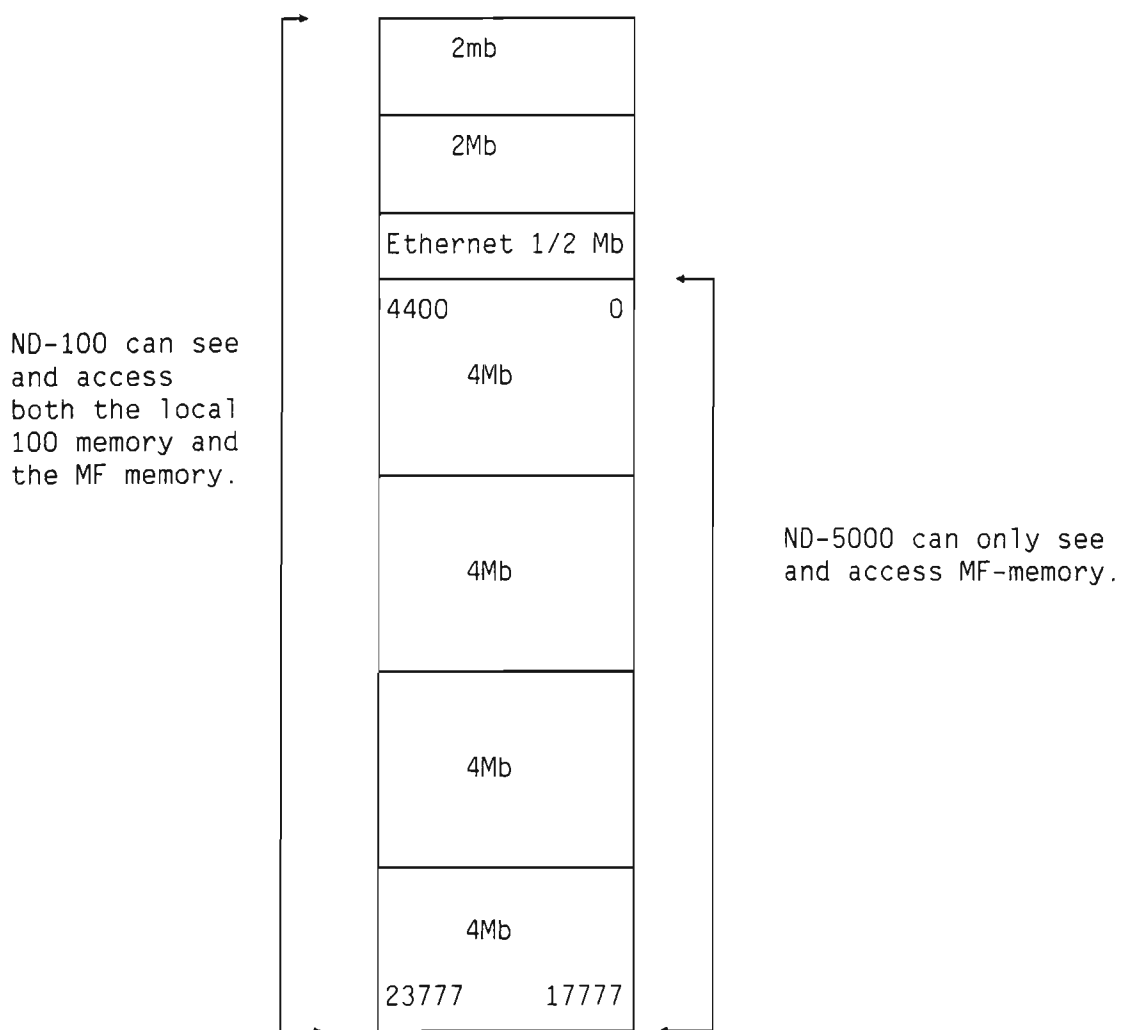 2mb
2Mb
Ethernet 1/2 Mb
4400 0
4Mb
ND-100 can see
and access
both the local
100 memory and
the MF memory.
4Mb
ND-5000 can only see
and access MF-memory.
4Mb
4Mb
23777 17777